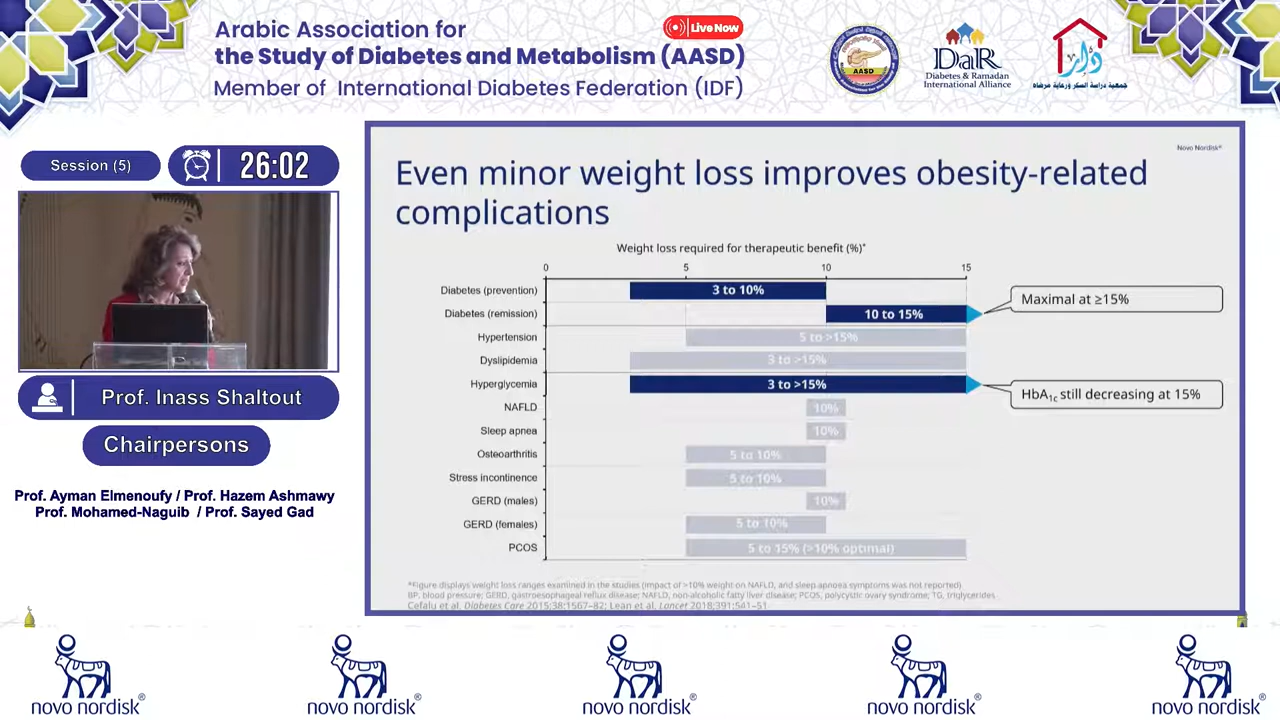 Arabic Association for
the Study of Diabetes and Metabolism (AASD)
Member of International Diabetes Federation (IDF)
Live Now
AASD
DaR
Diabetes & Ramadan
International Alliance
دار
جمعية دراسة السكر ورعاية مرضاه
Session (5)
26:02
Prof. Inass Shaltout
Chairpersons
Prof. Ayman Elmenoufy / Prof. Hazem Ashmawy
Prof. Mohamed-Naguib / Prof. Sayed Gad
Novo Nordisk®
Even minor weight loss improves obesity-related
complications
Weight loss required for therapeutic benefit (%)*
0 5 10 15
Diabetes (prevention) 3 to 10%
Diabetes (remission) 10 to 15%
Maximal at ≥15%
Hypertension 5 to >15%
Dyslipidemia 3 to >15%
Hyperglycemia 3 to >15%
HbA1c still decreasing at 15%
NAFLD 10%
Sleep apnea 10%
Osteoarthritis 5 to 10%
Stress incontinence 5 to 10%
GERD (males) 10%
GERD (females) 5 to 10%
PCOS 5 to 15% (>10% optimal)
*Figure displays weight loss ranges examined in the studies (impact of >10% weight on NAFLD, and sleep apnoea symptoms was not reported)
BP, blood pressure; GERD, gastroesophageal reflux disease; NAFLD, non-alcoholic fatty liver disease; PCOS, polycystic ovary syndrome; TG, triglycerides
Cefalu et al. Diabetes Care 2015;38:1567–82; Lean et al. Lancet 2018;391:541–51
novo nordisk®
novo nordisk®
novo nordisk®
novo nordisk®
novo nordisk®